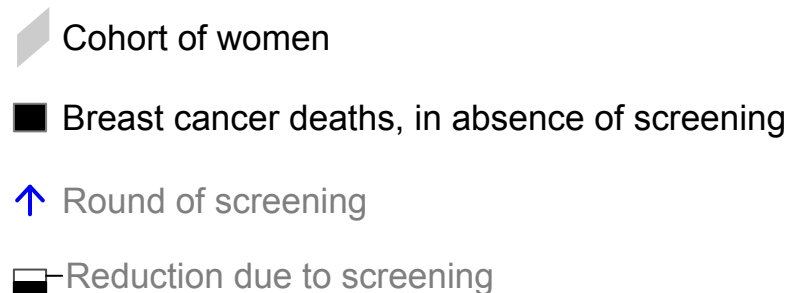 Cohort of women
Breast cancer deaths, in absence of screening
Round of screening
Reduction due to screening